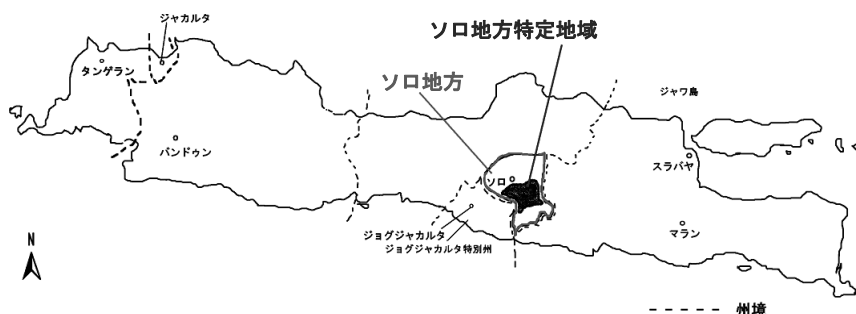 ジャカルタ
ソロ地方特定地域
タンゲラン
ソロ地方
ジャワ島
バンドゥン
スラバヤ
ソロ
ジョグジャカルタ
ジョグジャカルタ特別州
マラン
N
州境